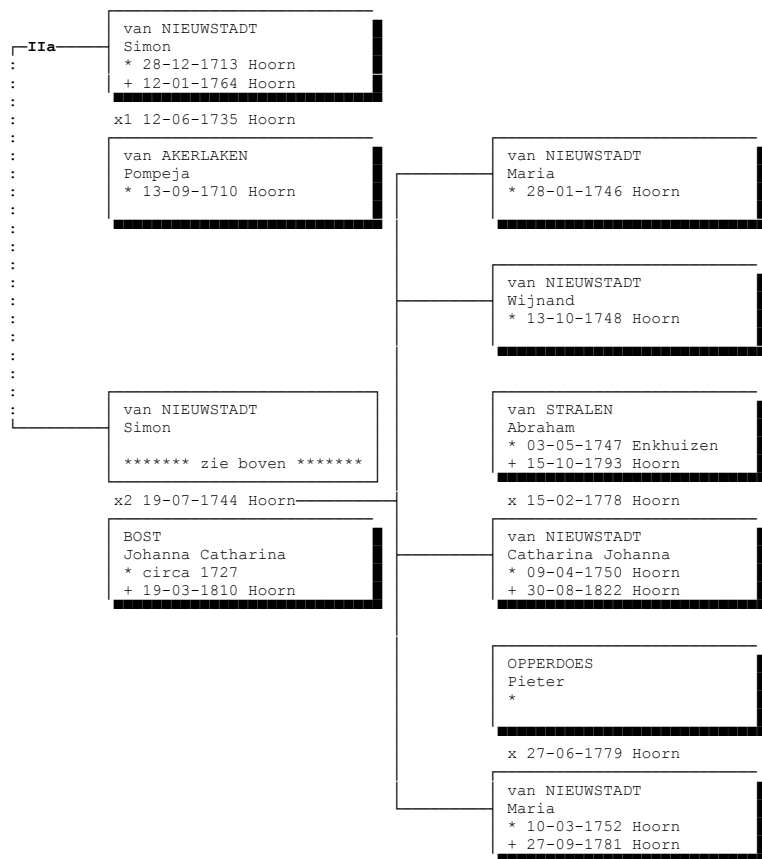 van NIEUWSTADT
IIa
Simon
* 28-12-1713 Hoorn
+ 12-01-1764 Hoorn
x1 12-06-1735 Hoorn
van AKERLAKEN
Pompeja
* 13-09-1710 Hoorn
van NIEUWSTADT
Simon
******* zie boven *******
x2 19-07-1744 Hoorn
BOST
Johanna Catharina
* circa 1727
+ 19-03-1810 Hoorn
van NIEUWSTADT
Maria
* 28-01-1746 Hoorn
van NIEUWSTADT
Wijnand
* 13-10-1748 Hoorn
van STRALEN
Abraham
* 03-05-1747 Enkhuizen
+ 15-10-1793 Hoorn
x 15-02-1778 Hoorn
van NIEUWSTADT
Catharina Johanna
* 09-04-1750 Hoorn
+ 30-08-1822 Hoorn
OPPERDOES
Pieter
*
x 27-06-1779 Hoorn
van NIEUWSTADT
Maria
* 10-03-1752 Hoorn
+ 27-09-1781 Hoorn